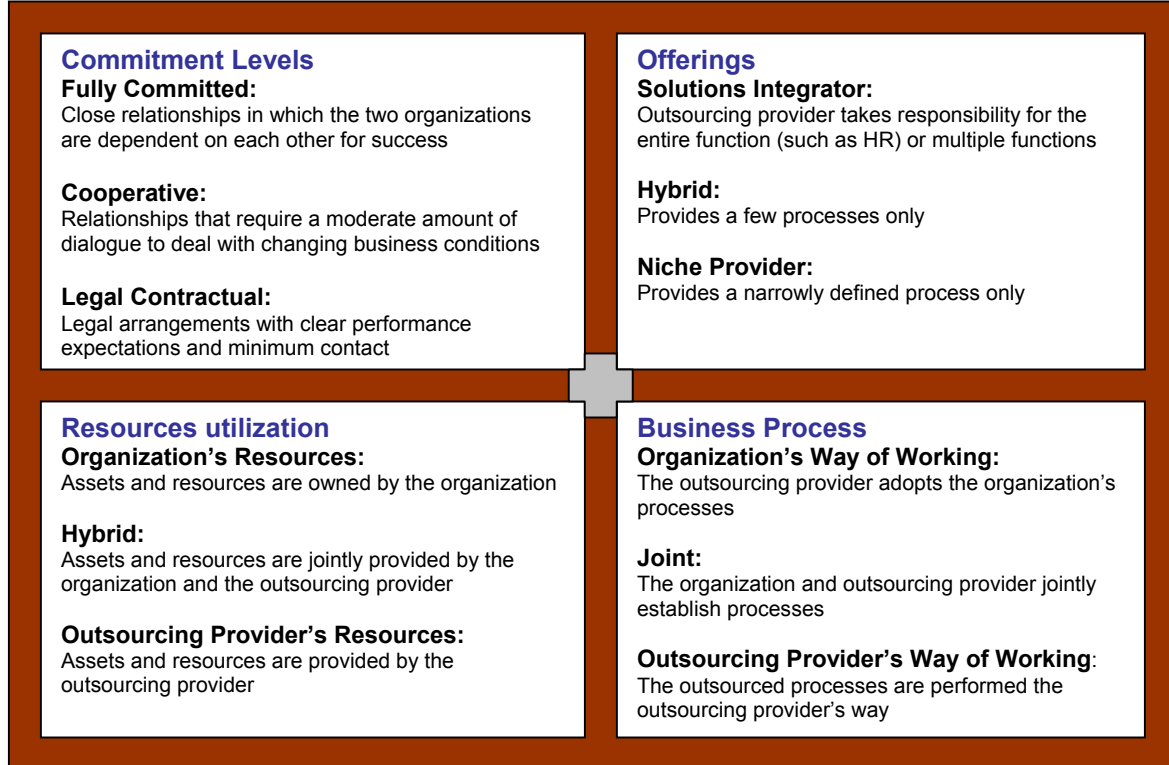 Commitment Levels
Fully Committed:
Close relationships in which the two organizations
are dependent on each other for success
Cooperative:
Relationships that require a moderate amount of
dialogue to deal with changing business conditions
Legal Contractual:
Legal arrangements with clear performance
expectations and minimum contact
Offerings
Solutions Integrator:
Outsourcing provider takes responsibility for the
entire function (such as HR) or multiple functions
Hybrid:
Provides a few processes only
Niche Provider:
Provides a narrowly defined process only
Resources utilization
Organization's Resources:
Assets and resources are owned by the organization
Hybrid:
Assets and resources are jointly provided by the
organization and the outsourcing provider
Outsourcing Provider's Resources:
Assets and resources are provided by the
outsourcing provider
Business Process
Organization's Way of Working:
The outsourcing provider adopts the organization's
processes
Joint:
The organization and outsourcing provider jointly
establish processes
Outsourcing Provider's Way of Working:
The outsourced processes are performed the
outsourcing provider's way